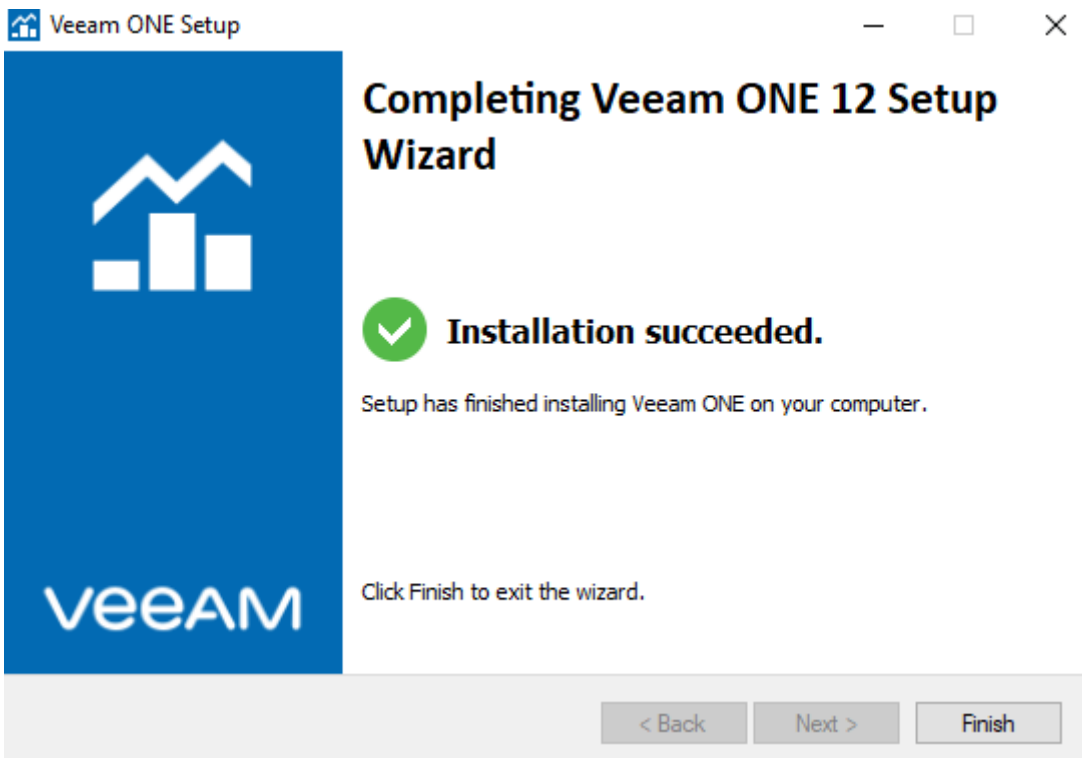 Veeam ONE Setup
Completing Veeam ONE 12 Setup
Wizard
Installation succeeded.
Setup has finished installing Veeam ONE on your computer.
Click Finish to exit the wizard.
veeAM
< Back
Next >
Finish